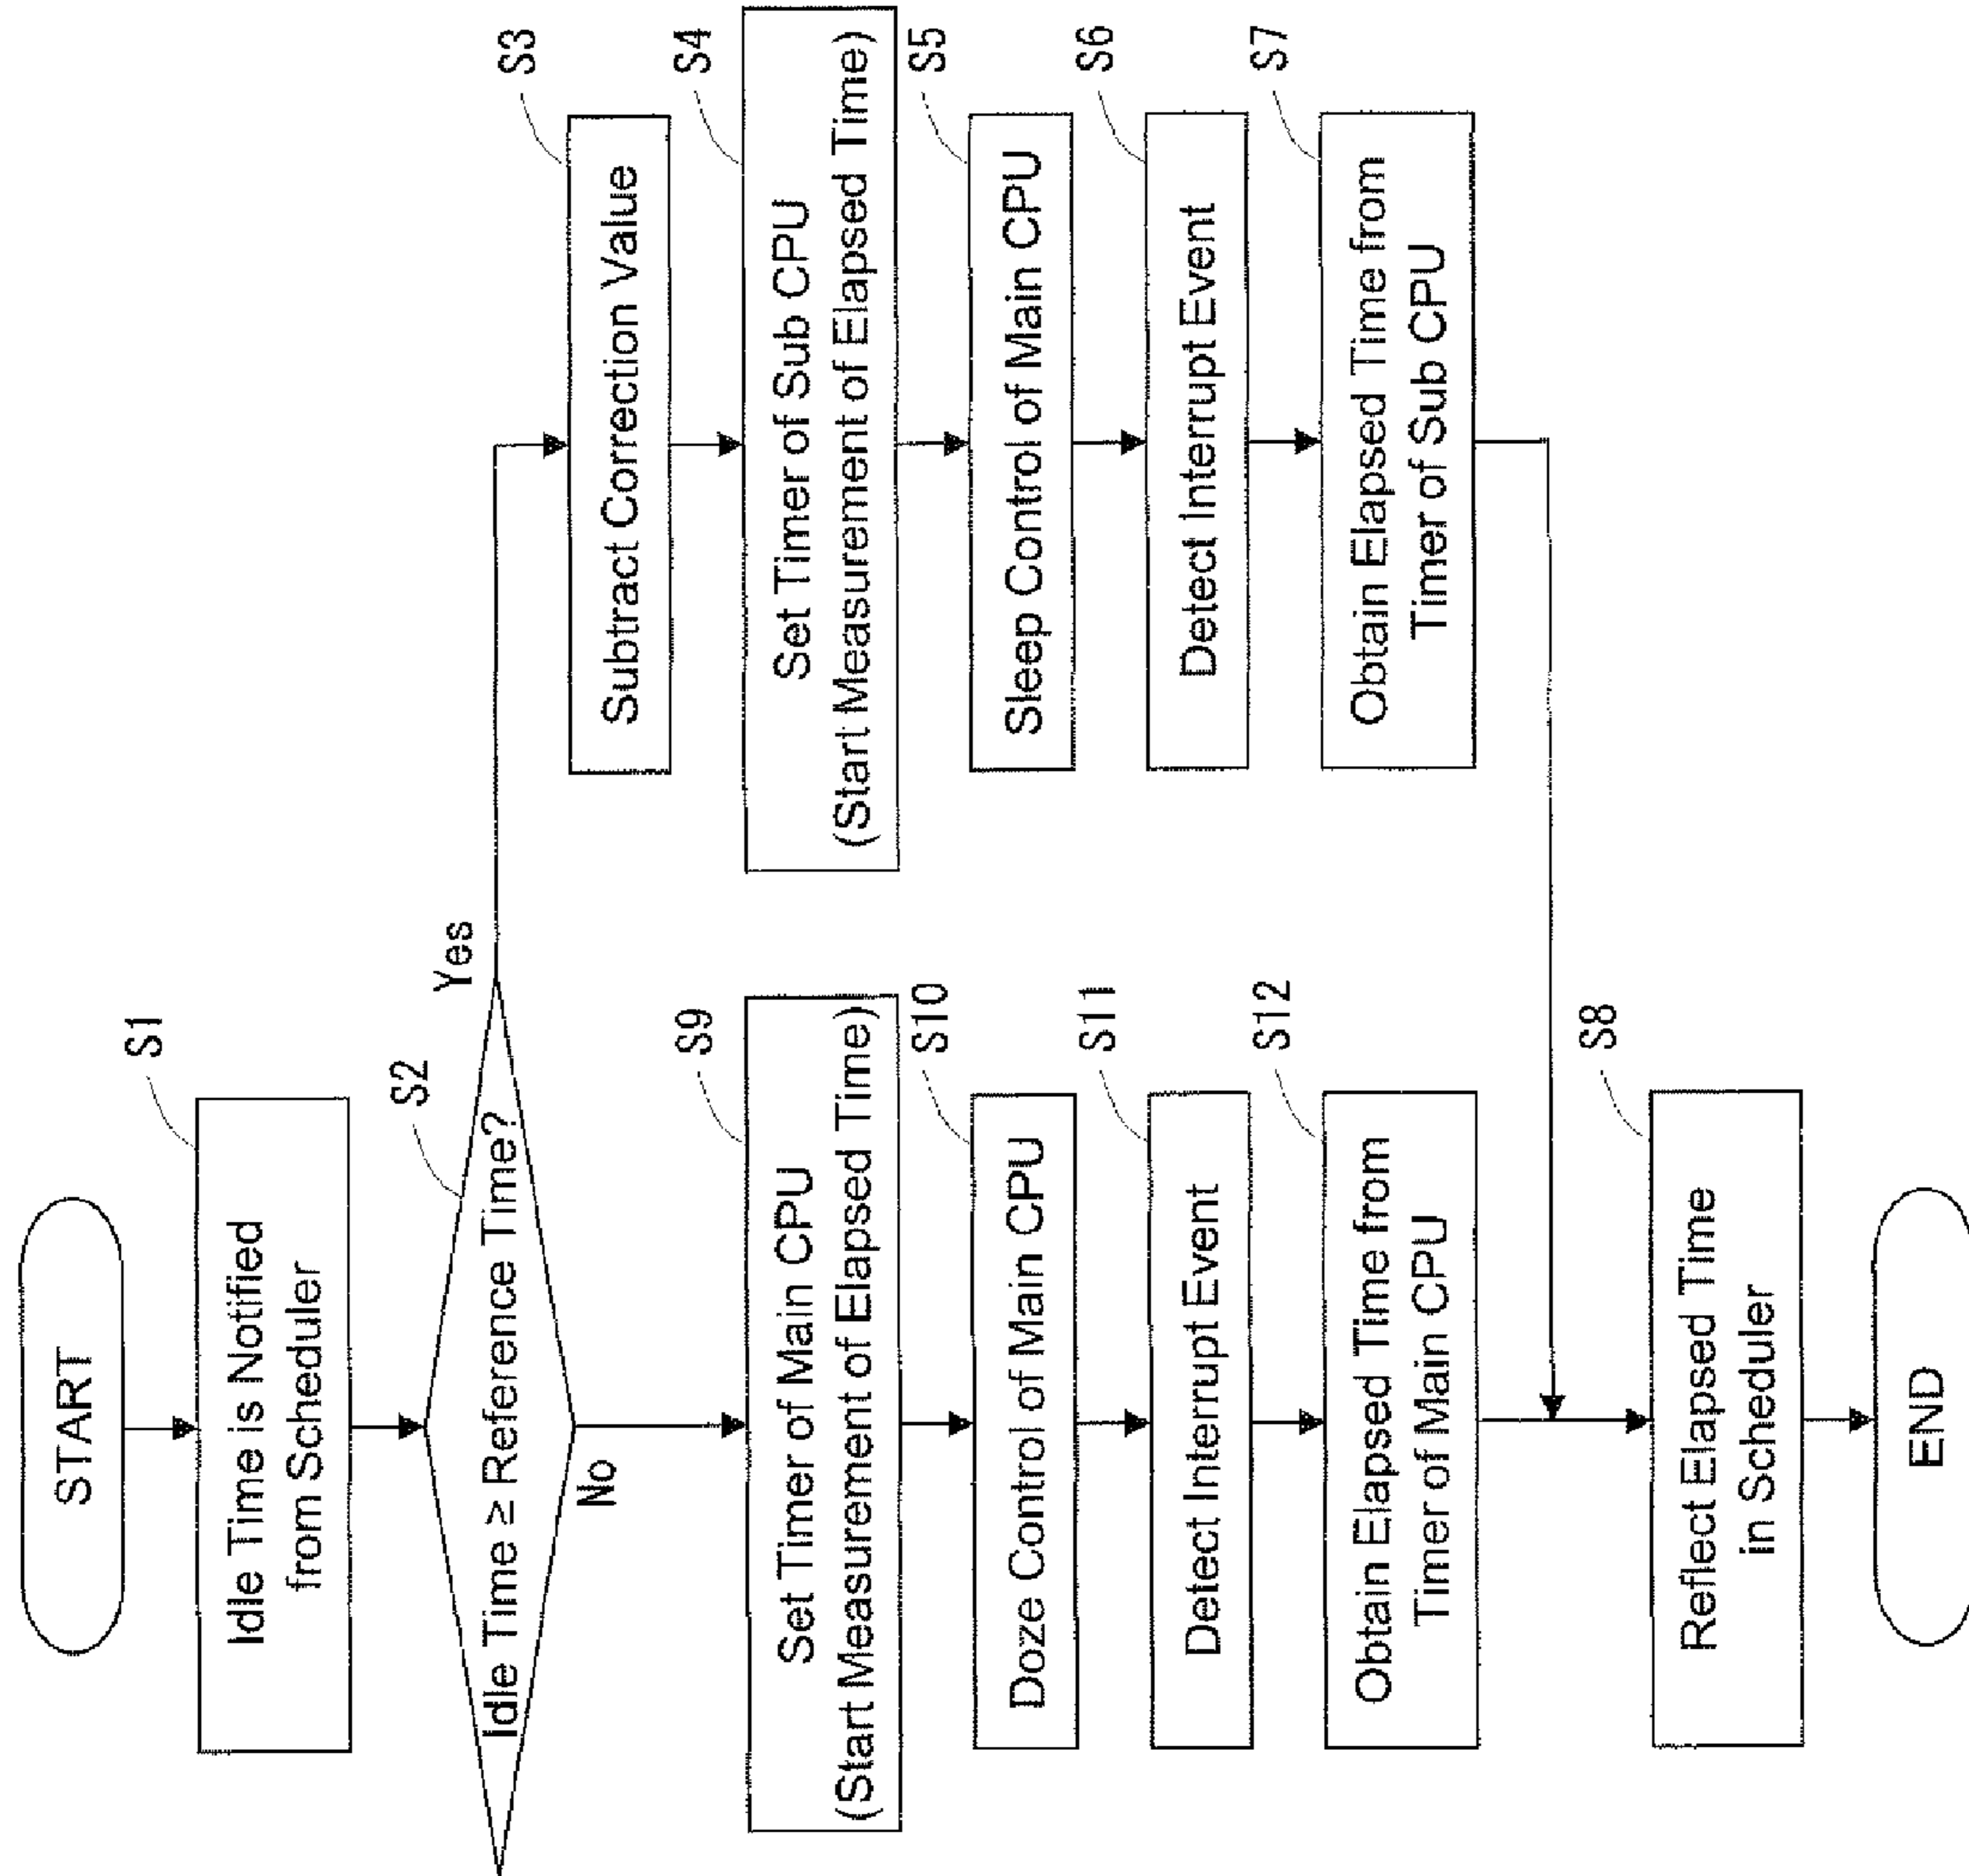 START
S1
Idle Time is Notified
from Scheduler
S2
Idle Time ≥ Reference Time?
Yes
No
S3
Subtract Correction Value
S4
Set Timer of Sub CPU
(Start Measurement of Elapsed Time)
S5
Sleep Control of Main CPU
S6
Detect Interrupt Event
S7
Obtain Elapsed Time from
Timer of Sub CPU
S9
Set Timer of Main CPU
(Start Measurement of Elapsed Time)
S10
Doze Control of Main CPU
S11
Detect Interrupt Event
S12
Obtain Elapsed Time from
Timer of Main CPU
S8
Reflect Elapsed Time
in Scheduler
END